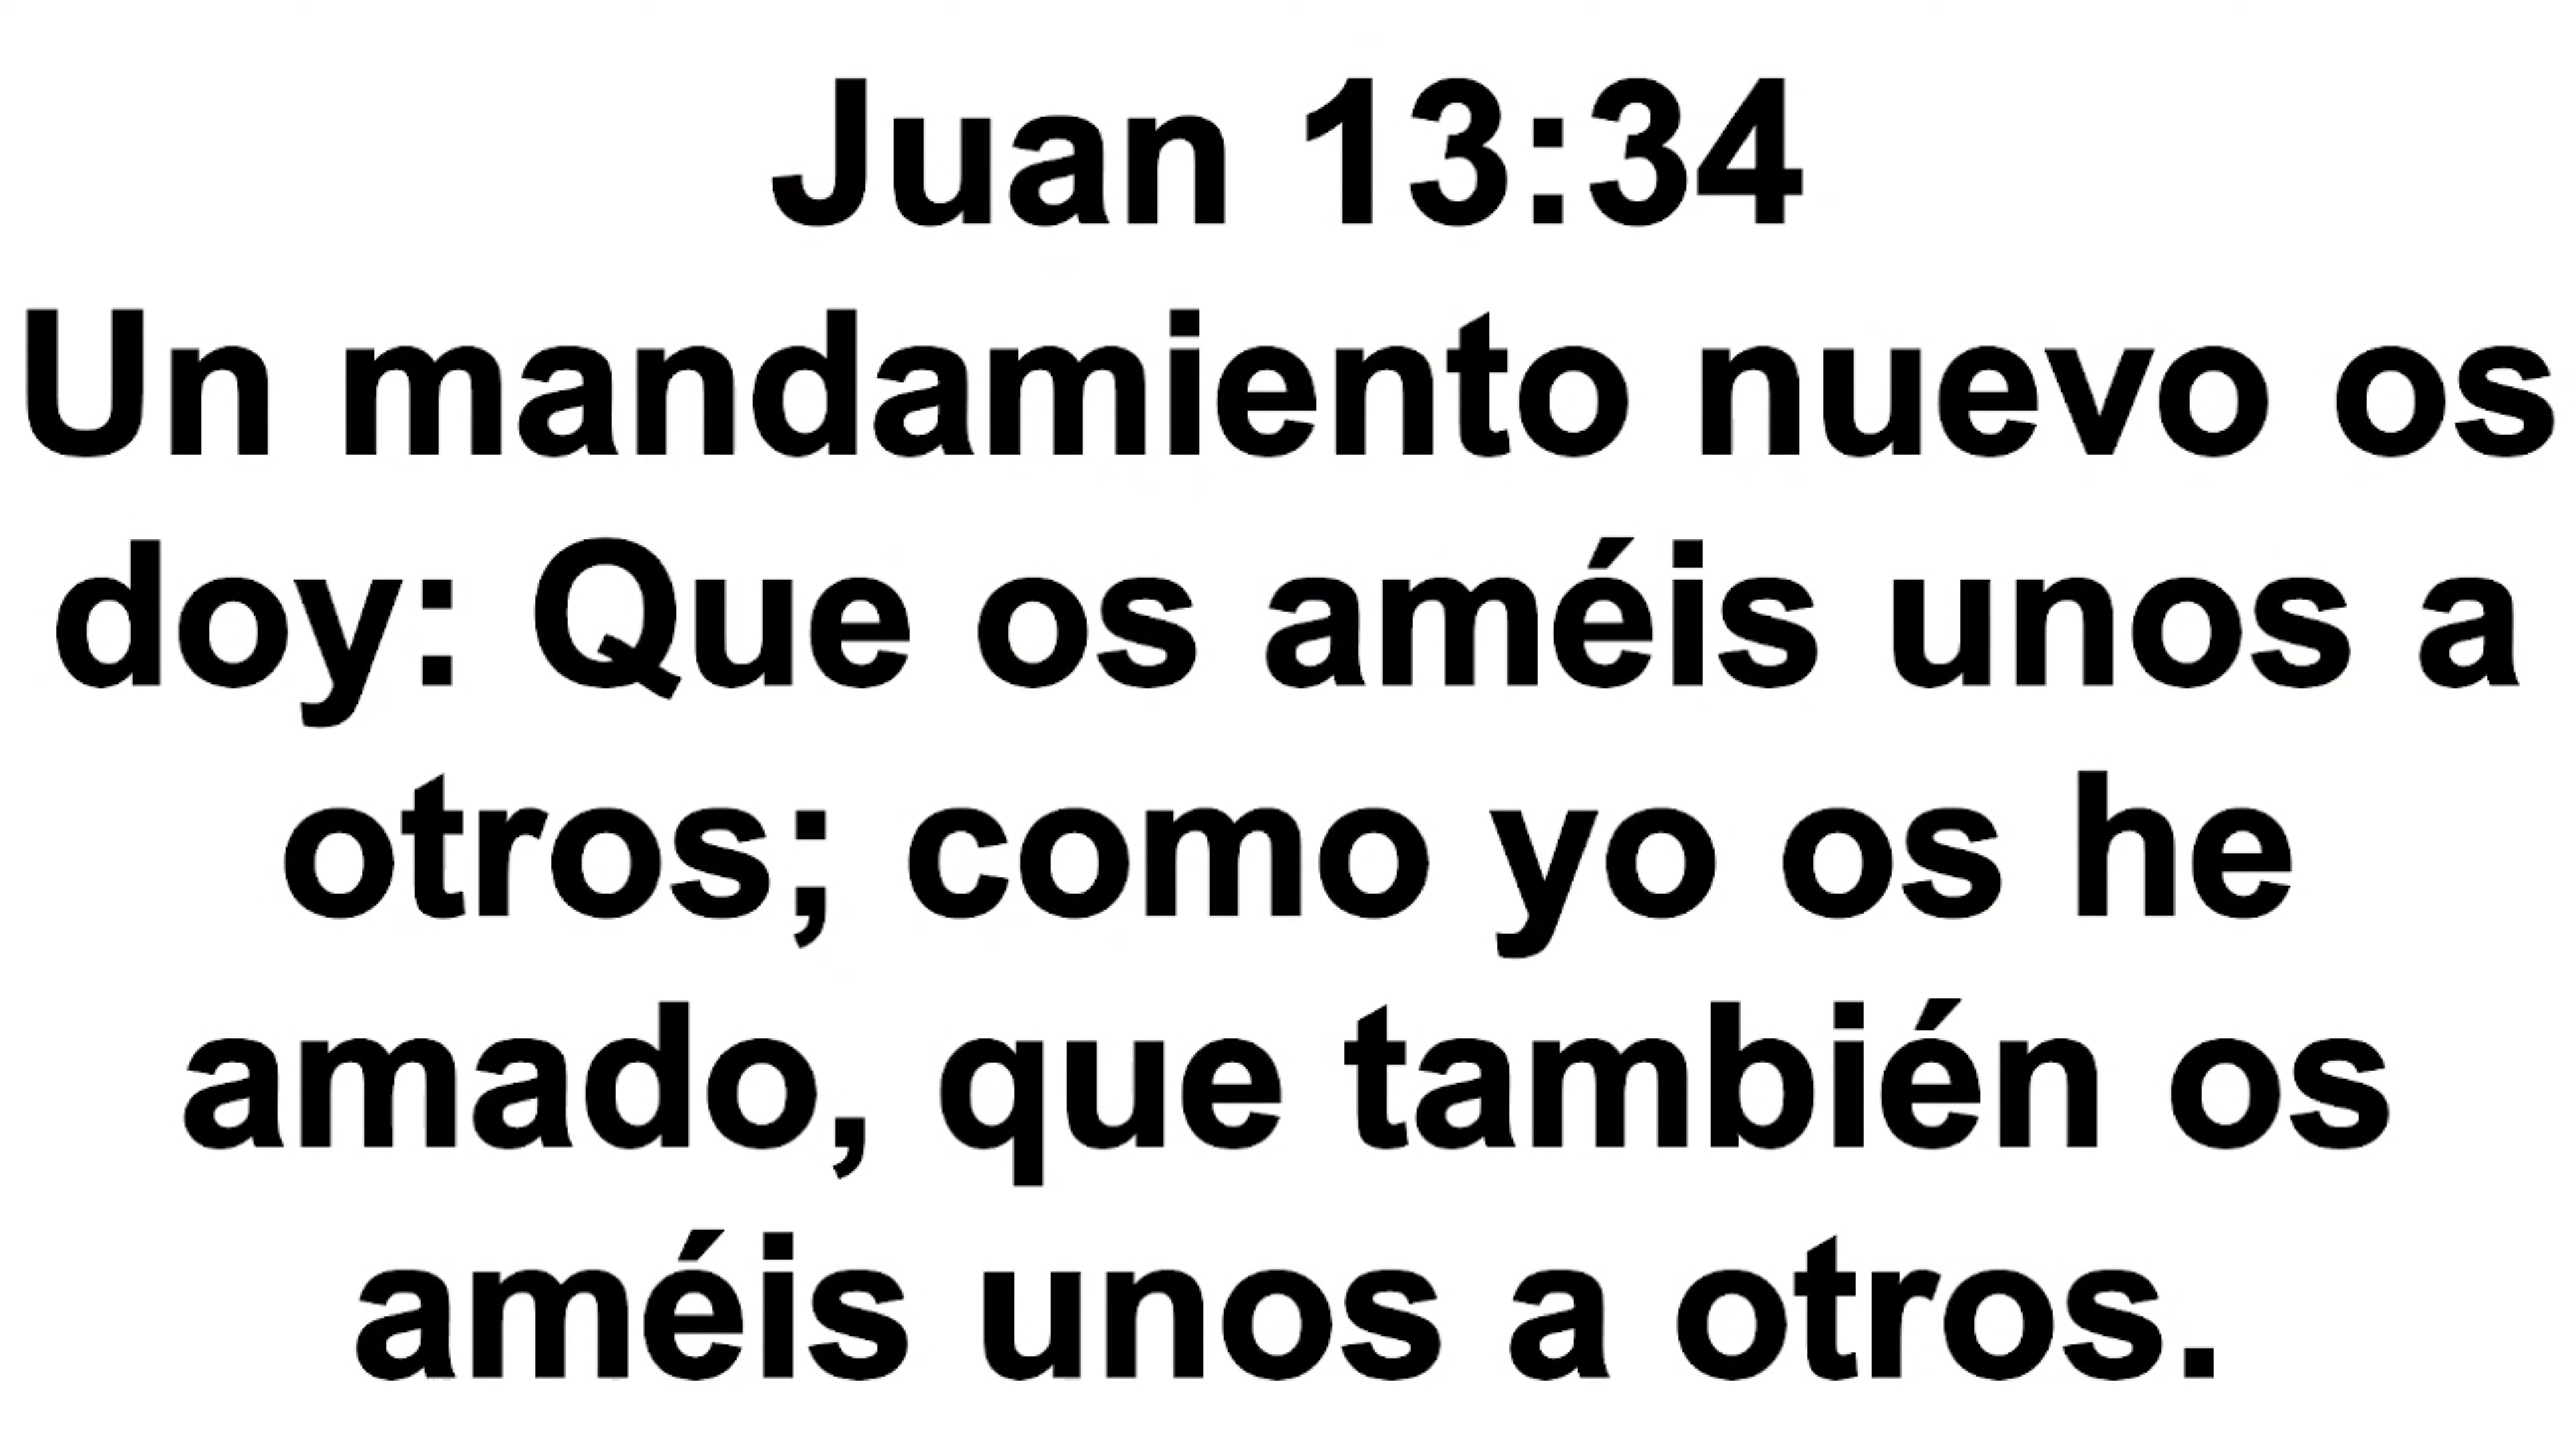 Juan 13:34
Un mandamiento nuevo os
doy: Que os améis unos a
otros; como yo os he
amado, que también os
améis unos a otros.